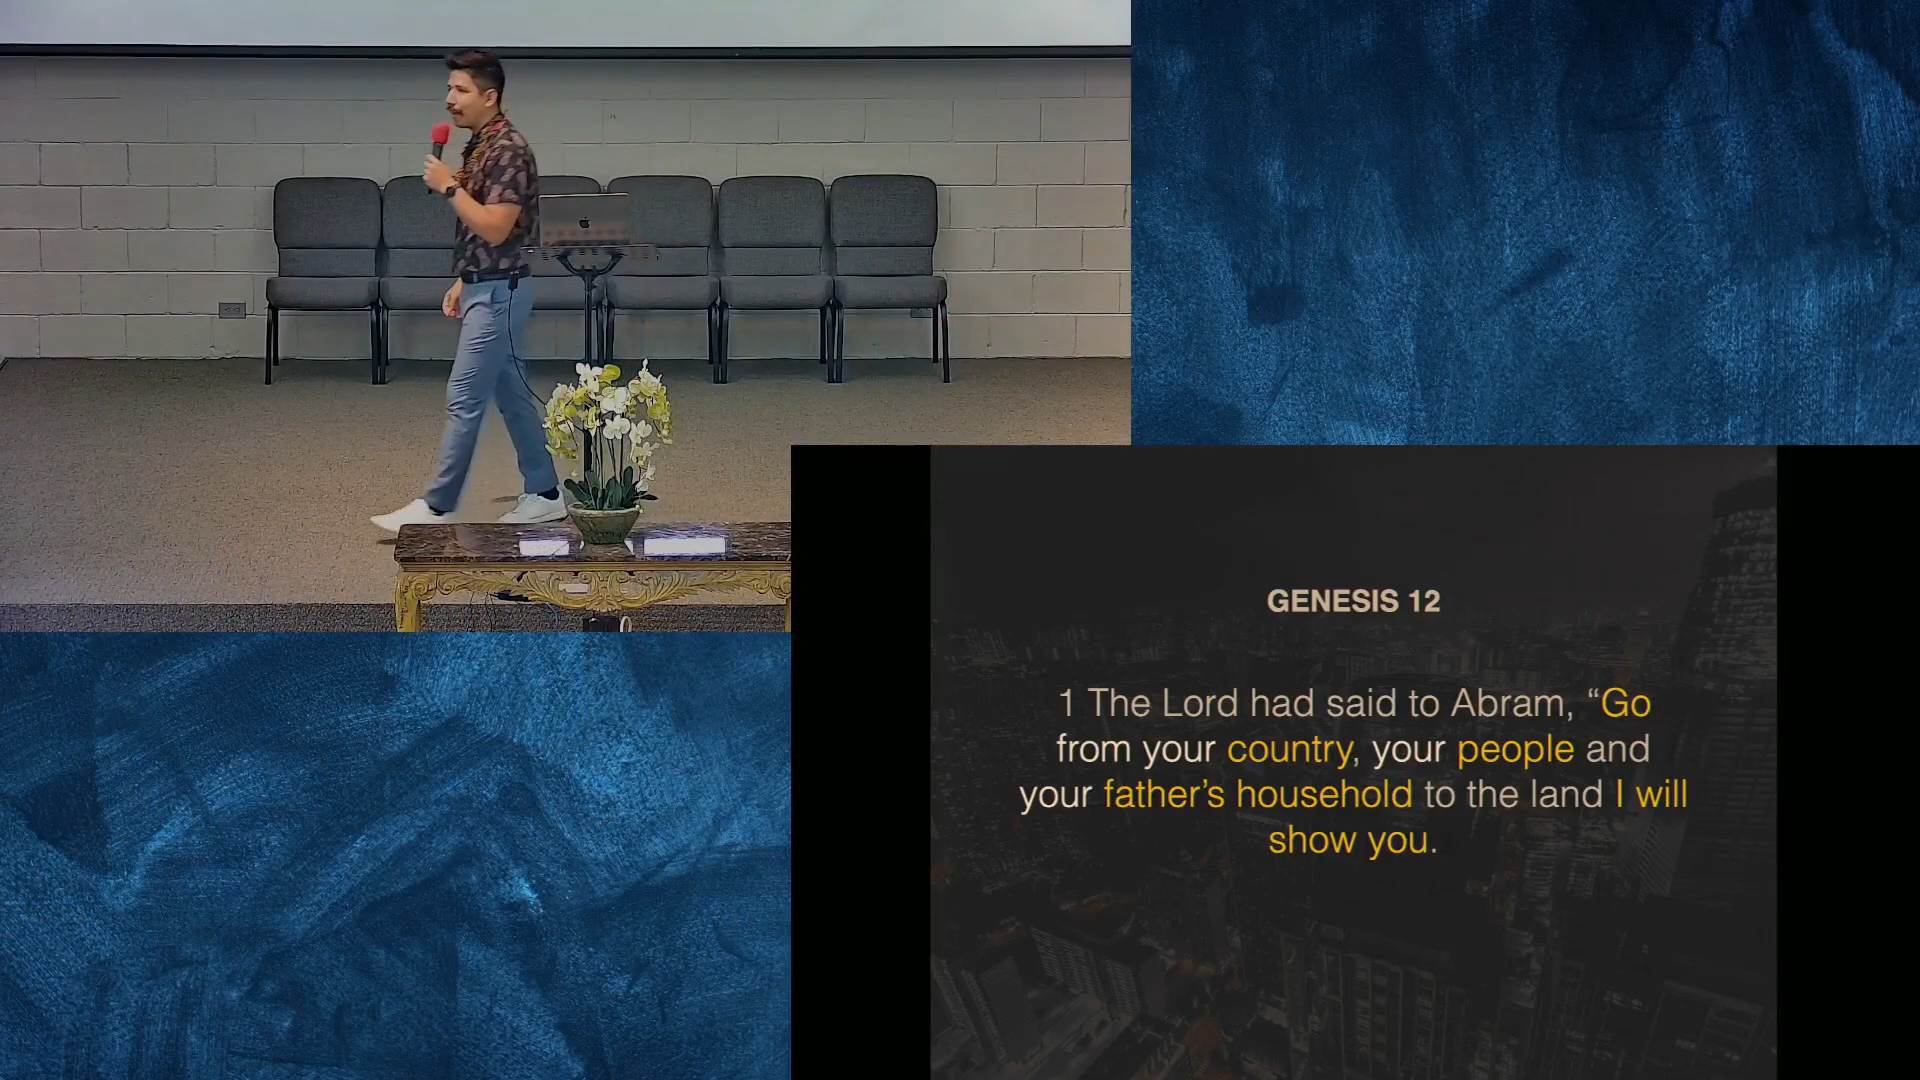 GENESIS 12
1 The Lord had said to Abram, “Go
from your country, your people and
your father’s household to the land I will
show you.